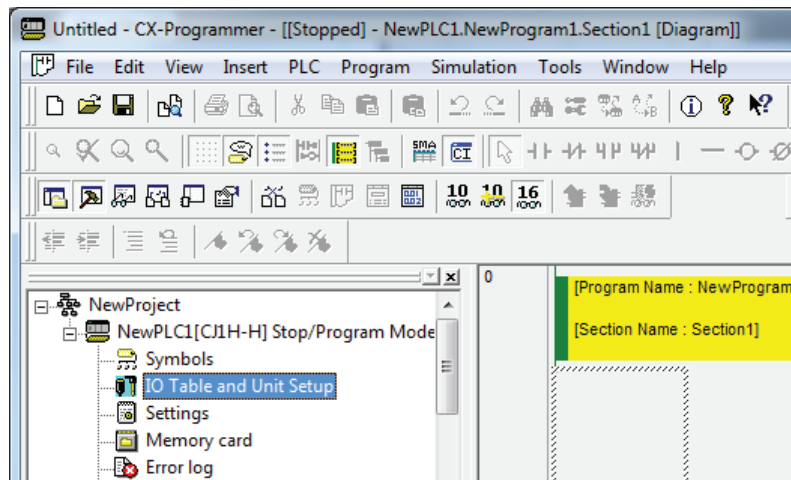 Untitled - CX-Programmer - [[Stopped] - NewPLC1.NewProgram1.Section1 [Diagram]]
File Edit View Insert PLC Program Simulation Tools Window Help
SMA CI
10 10 16
0
[Program Name : NewProgram
[Section Name : Section1]
NewProject
NewPLC1[CJ1H-H] Stop/Program Mode
Symbols
IO Table and Unit Setup
Settings
Memory card
Error log